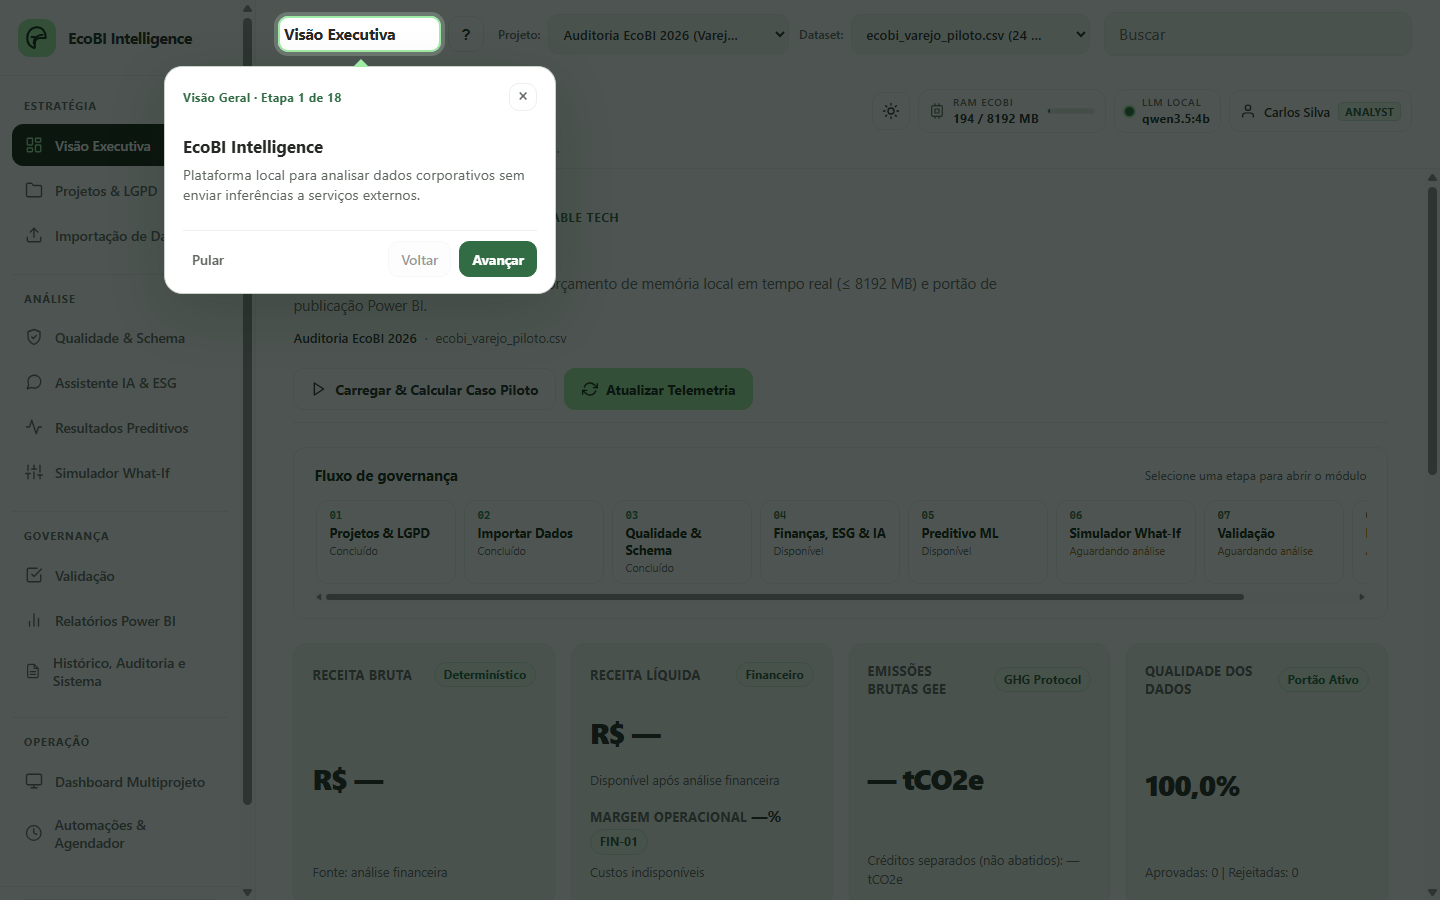 EcoBI Intelligence
ESTRATÉGIA
Visão Executiva
Projetos & LGPD
Importação de Da
ANÁLISE
Qualidade & Schema
Assistente IA & ESG
Resultados Preditivos
Simulador What-If
GOVERNANÇA
Validação
Relatórios Power BI
Histórico, Auditoria e
Sistema
OPERAÇÃO
Dashboard Multiprojeto
Automações &
Agendador
Visão Executiva
?
Projeto:
Auditoria EcoBI 2026 (Varej...
Dataset:
ecobi_varejo_piloto.csv (24 ...
Buscar
RAM ECOBI
194 / 8192 MB
LLM LOCAL
qwen3.5:4b
Carlos Silva
ANALYST
Visão Geral · Etapa 1 de 18
×
EcoBI Intelligence
Plataforma local para analisar dados corporativos sem
enviar inferências a serviços externos.
Pular
Voltar
Avançar
ABLE TECH
rçamento de memória local em tempo real (≤ 8192 MB) e portão de
publicação Power BI.
Auditoria EcoBI 2026 · ecobi_varejo_piloto.csv
Carregar & Calcular Caso Piloto
Atualizar Telemetria
Fluxo de governança
Selecione uma etapa para abrir o módulo
01
Projetos & LGPD
Concluído
02
Importar Dados
Concluído
03
Qualidade &
Schema
Concluído
04
Finanças, ESG & IA
Disponível
05
Preditivo ML
Disponível
06
Simulador What-If
Aguardando análise
07
Validação
Aguardando análise
RECEITA BRUTA
Determinístico
R$ —
Fonte: análise financeira
RECEITA LÍQUIDA
Financeiro
R$ —
Disponível após análise financeira
MARGEM OPERACIONAL —%
FIN-01
Custos indisponíveis
EMISSÕES
BRUTAS GEE
GHG Protocol
— tCO2e
Créditos separados (não abatidos): —
tCO2e
QUALIDADE DOS
DADOS
Portão Ativo
100,0%
Aprovadas: 0 | Rejeitadas: 0